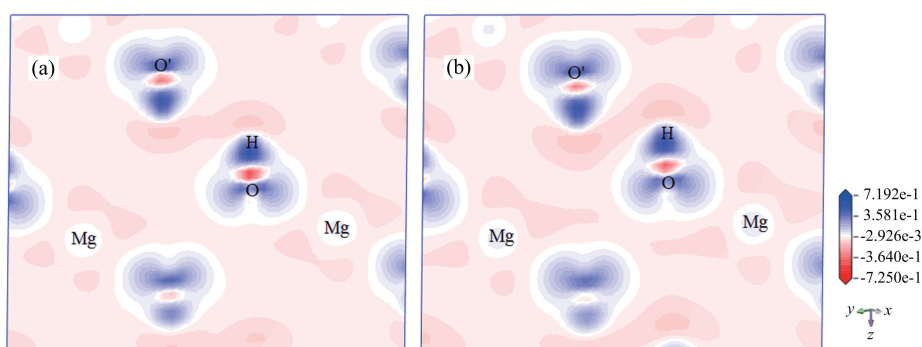 (a)
O'
H
O
Mg
Mg
(b)
O'
H
O
Mg
Mg
7.192e-1
3.581e-1
-2.926e-3
-3.640e-1
-7.250e-1
y x
z